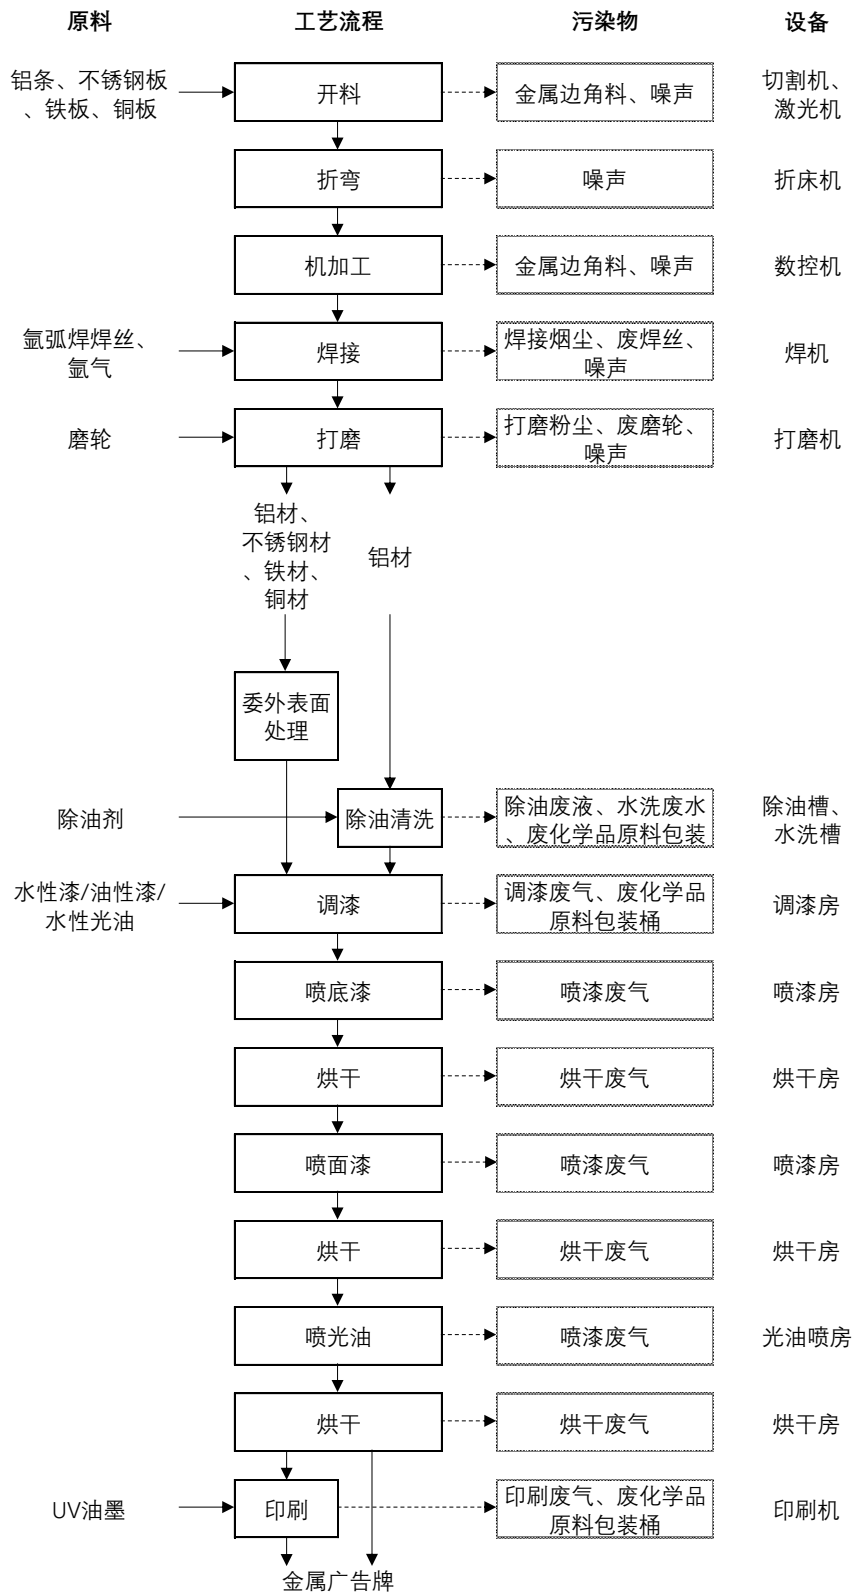 原料 工艺流程 污染物 设备
铝条、不锈钢板
、铁板、铜板
开料
金属边角料、噪声
切割机、
激光机
折弯
噪声
折床机
机加工
金属边角料、噪声
数控机
氩弧焊焊丝、
氩气
焊接
焊接烟尘、废焊丝、
噪声
焊机
磨轮
打磨
打磨粉尘、废磨轮、
噪声
打磨机
铝材、
不锈钢材
、铁材、
铜材
铝材
委外表面
处理
除油剂
除油清洗
除油废液、水洗废水
、废化学品原料包装
除油槽、
水洗槽
水性漆/油性漆/
水性光油
调漆
调漆废气、废化学品
原料包装桶
调漆房
喷底漆
喷漆废气
喷漆房
烘干
烘干废气
烘干房
喷面漆
喷漆废气
喷漆房
烘干
烘干废气
烘干房
喷光油
喷漆废气
光油喷房
烘干
烘干废气
烘干房
UV油墨
印刷
印刷废气、废化学品
原料包装桶
印刷机
金属广告牌